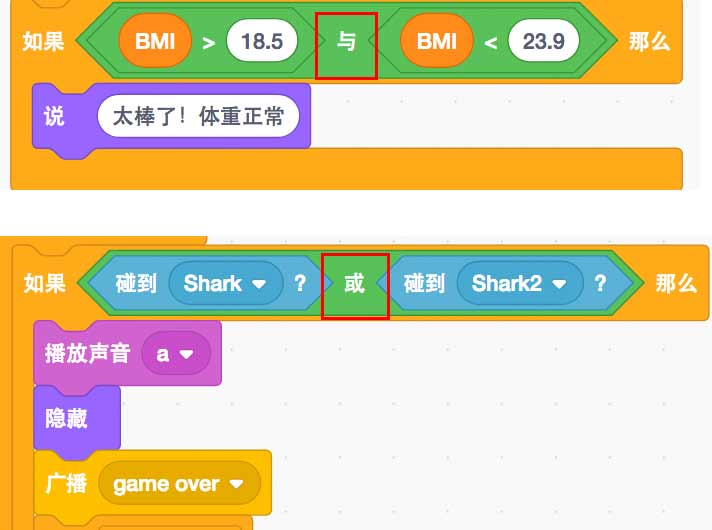 如果 BMI > 18.5 与 BMI < 23.9 那么
说 太棒了！体重正常
如果 碰到 Shark ? 或 碰到 Shark2 ? 那么
播放声音 a
隐藏
广播 game over